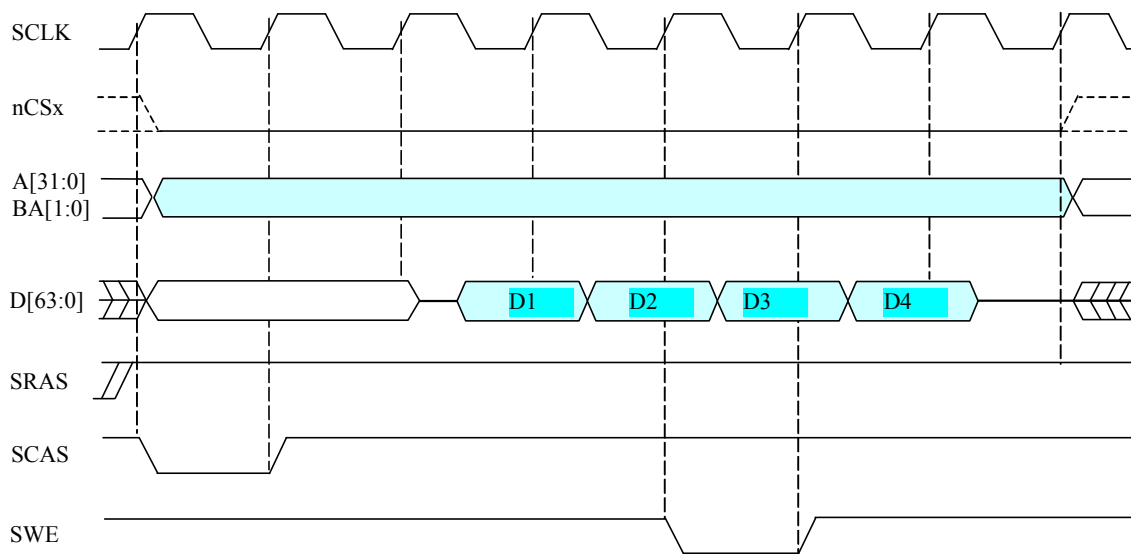 SCLK
nCSx
A[31:0]
BA[1:0]
D[63:0]
D1 D2 D3 D4
SRAS
SCAS
SWE